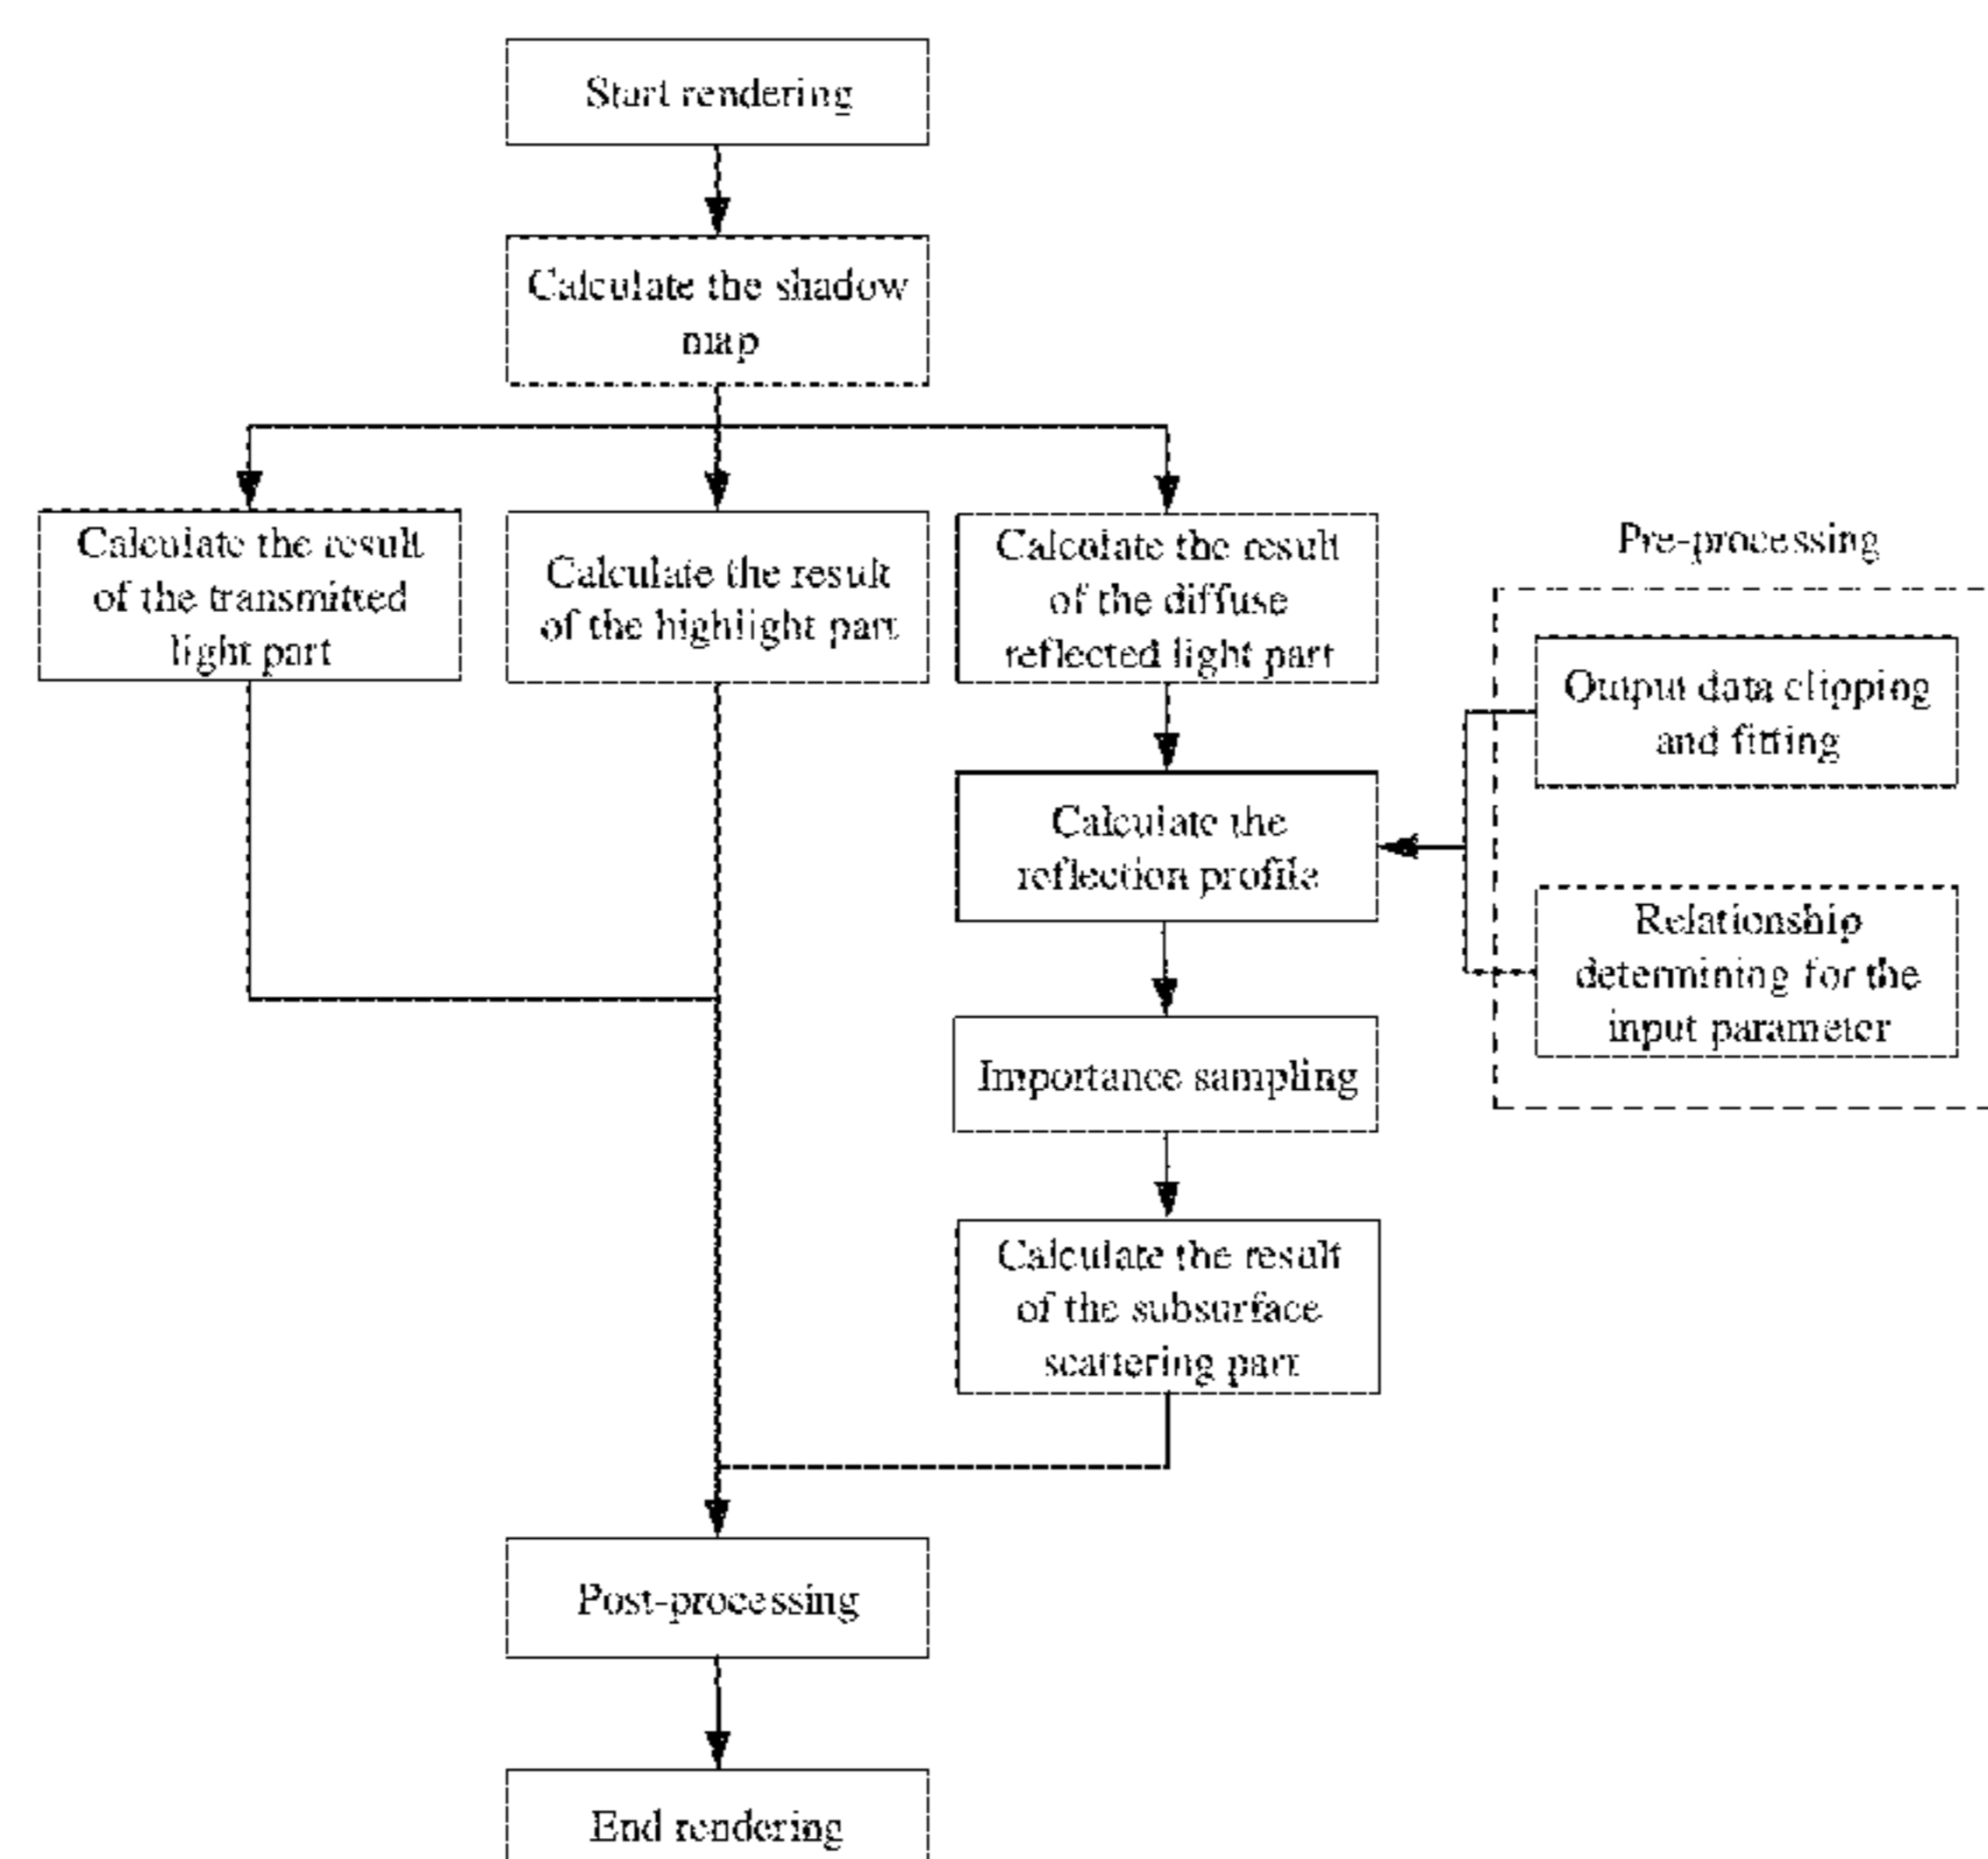 Start rendering
Calculate the shadow
map
Calculate the result
of the transmitted
light part
Calculate the result
of the highlight part
Calculate the result
of the diffuse
reflected light part
Pre-processing
Output data clipping
and fitting
Calculate the
reflection profile
Relationship
determining for the
input parameter
Importance sampling
Calculate the result
of the subsurface
scattering part
Post-processing
End rendering